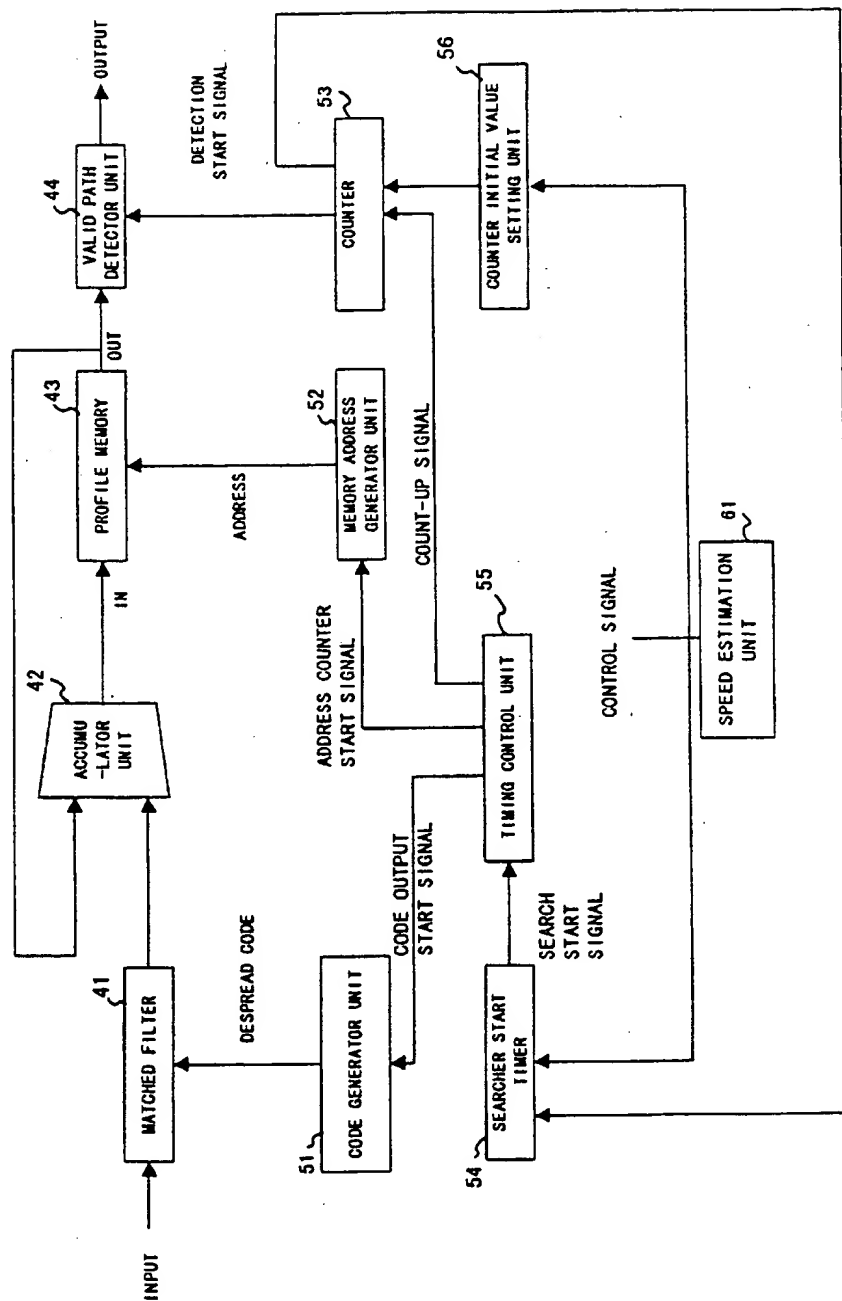 INPUT
41
MATCHED FILTER
DESPREAD CODE
51
CODE GENERATOR UNIT
CODE OUTPUT
START SIGNAL
54
SEARCHER START
TIMER
SEARCH
START
SIGNAL
42
ACCUMU
-LATOR
UNIT
IN
43
PROFILE MEMORY
OUT
ADDRESS
52
MEMORY ADDRESS
GENERATOR UNIT
ADDRESS COUNTER
START SIGNAL
COUNT-UP SIGNAL
55
TIMING CONTROL UNIT
CONTROL SIGNAL
61
SPEED ESTIMATION
UNIT
44
VALID PATH
DETECTOR UNIT
OUTPUT
DETECTION
START SIGNAL
53
COUNTER
56
COUNTER INITIAL VALUE
SETTING UNIT